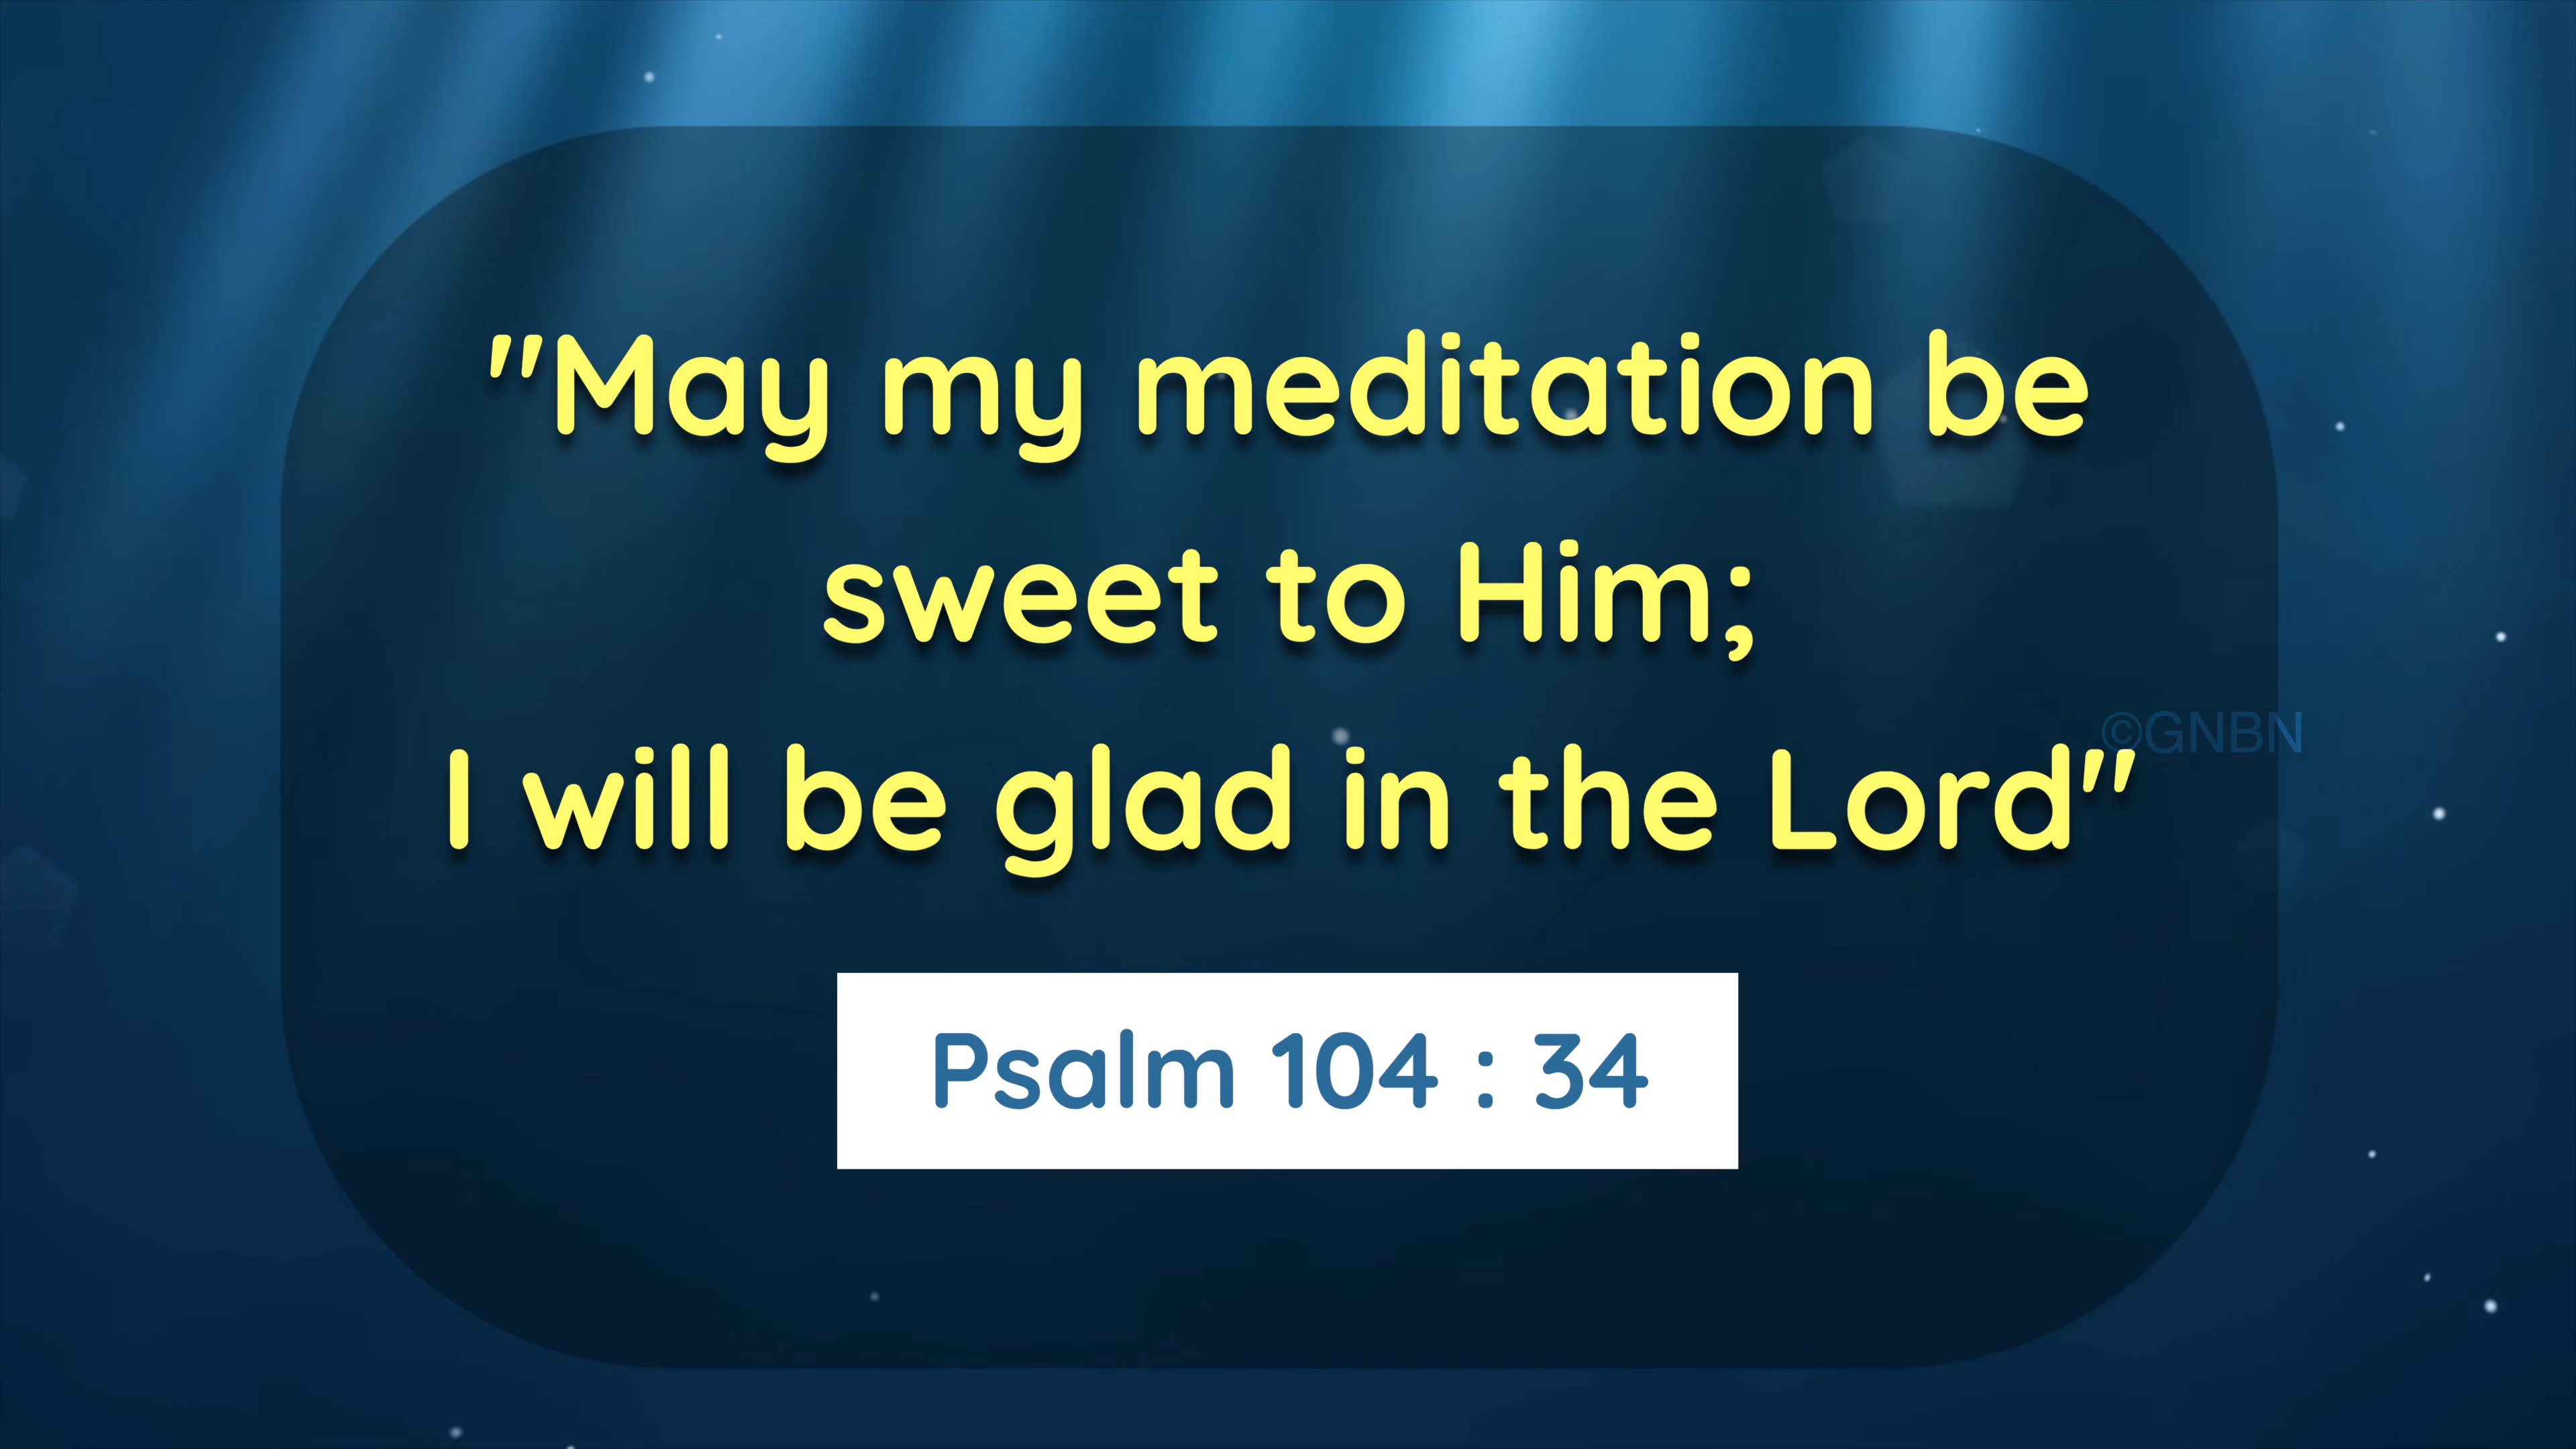 "May my meditation be
sweet to Him;
I will be glad in the Lord"
©GNBN
Psalm 104 : 34